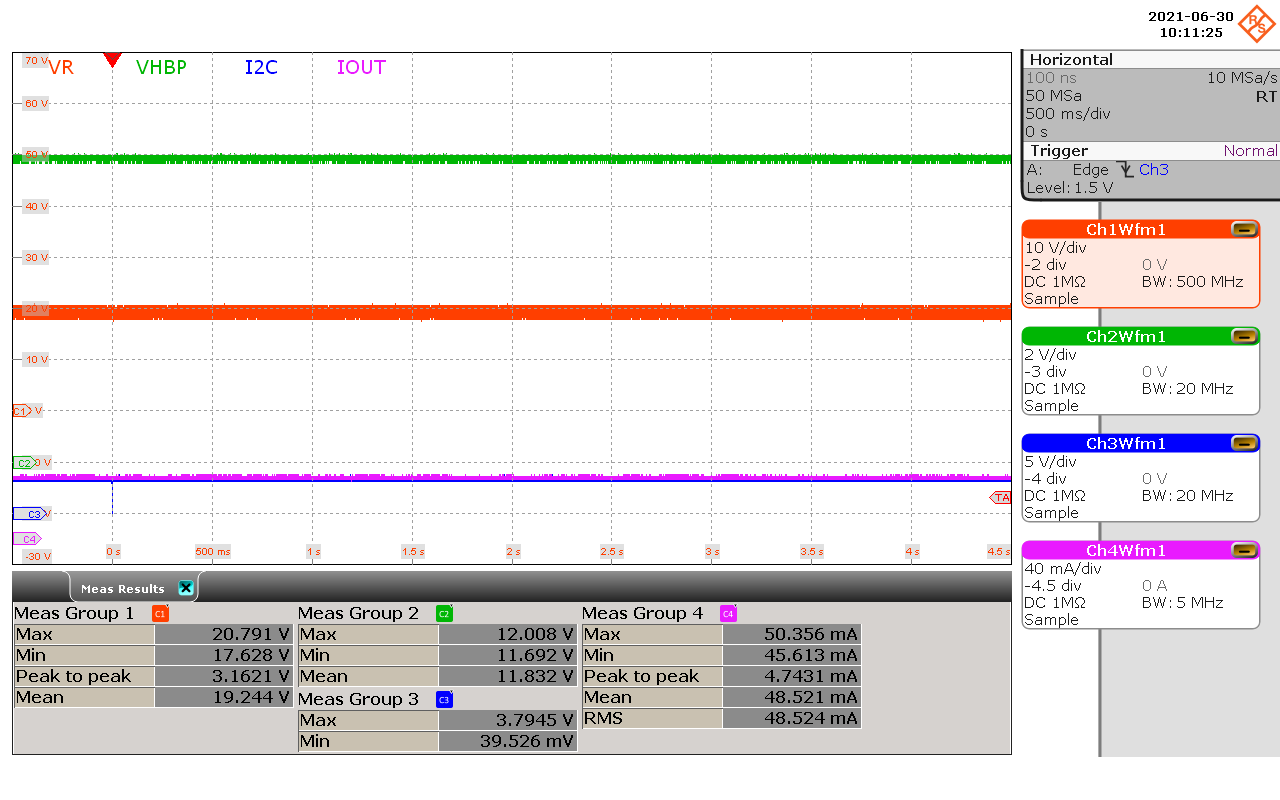 2021-06-30
10:11:25
R&S
VR VHBP I2C IOUT
70 V
60 V
50 V
40 V
30 V
20 V
10 V
C1 V
C2 0 V
C3 V
C4
-30 V
TA
0 s 500 ms 1 s 1.5 s 2 s 2.5 s 3 s 3.5 s 4 s 4.5 s
Horizontal
100 ns 10 MSa/s
50 MSa RT
500 ms/div
0 s
Trigger Normal
A: Edge Ch3
Level: 1.5 V
Ch1Wfm1
10 V/div
-2 div 0 V
DC 1MΩ BW: 500 MHz
Sample
Ch2Wfm1
2 V/div
-3 div 0 V
DC 1MΩ BW: 20 MHz
Sample
Ch3Wfm1
5 V/div
-4 div 0 V
DC 1MΩ BW: 20 MHz
Sample
Ch4Wfm1
40 mA/div
-4.5 div 0 A
DC 1MΩ BW: 5 MHz
Sample
Meas Results
Meas Group 1 C1
Max 20.791 V
Min 17.628 V
Peak to peak 3.1621 V
Mean 19.244 V
Meas Group 2 C2
Max 12.008 V
Min 11.692 V
Mean 11.832 V
Meas Group 3 C3
Max 3.7945 V
Min 39.526 mV
Meas Group 4 C4
Max 50.356 mA
Min 45.613 mA
Peak to peak 4.7431 mA
Mean 48.521 mA
RMS 48.524 mA